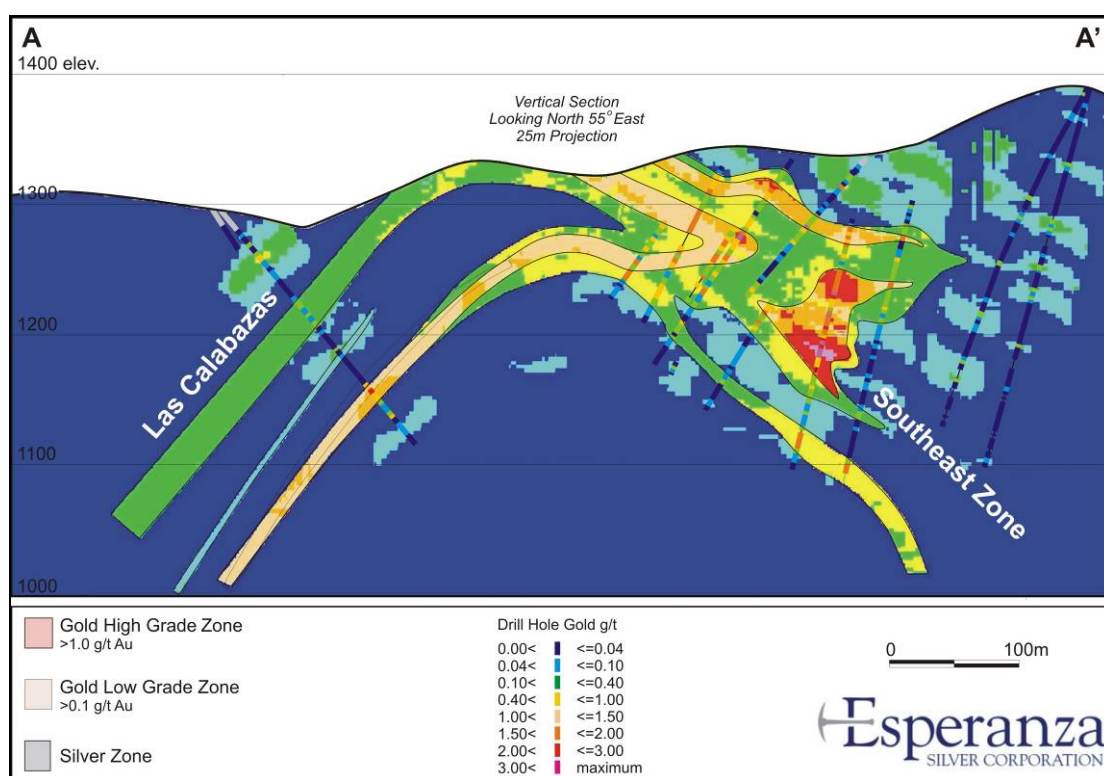 A
A'
1400 elev.
Vertical Section
Looking North 55° East
25m Projection
1300
1200
1100
1000
Las Calabazas
Southeast Zone
Gold High Grade Zone
>1.0 g/t Au
Gold Low Grade Zone
>0.1 g/t Au
Silver Zone
Drill Hole Gold g/t
0.00< <=0.04
0.04< <=0.10
0.10< <=0.40
0.40< <=1.00
1.00< <=1.50
1.50< <=2.00
2.00< <=3.00
3.00< maximum
0 100m
Esperanza
SILVER CORPORATION